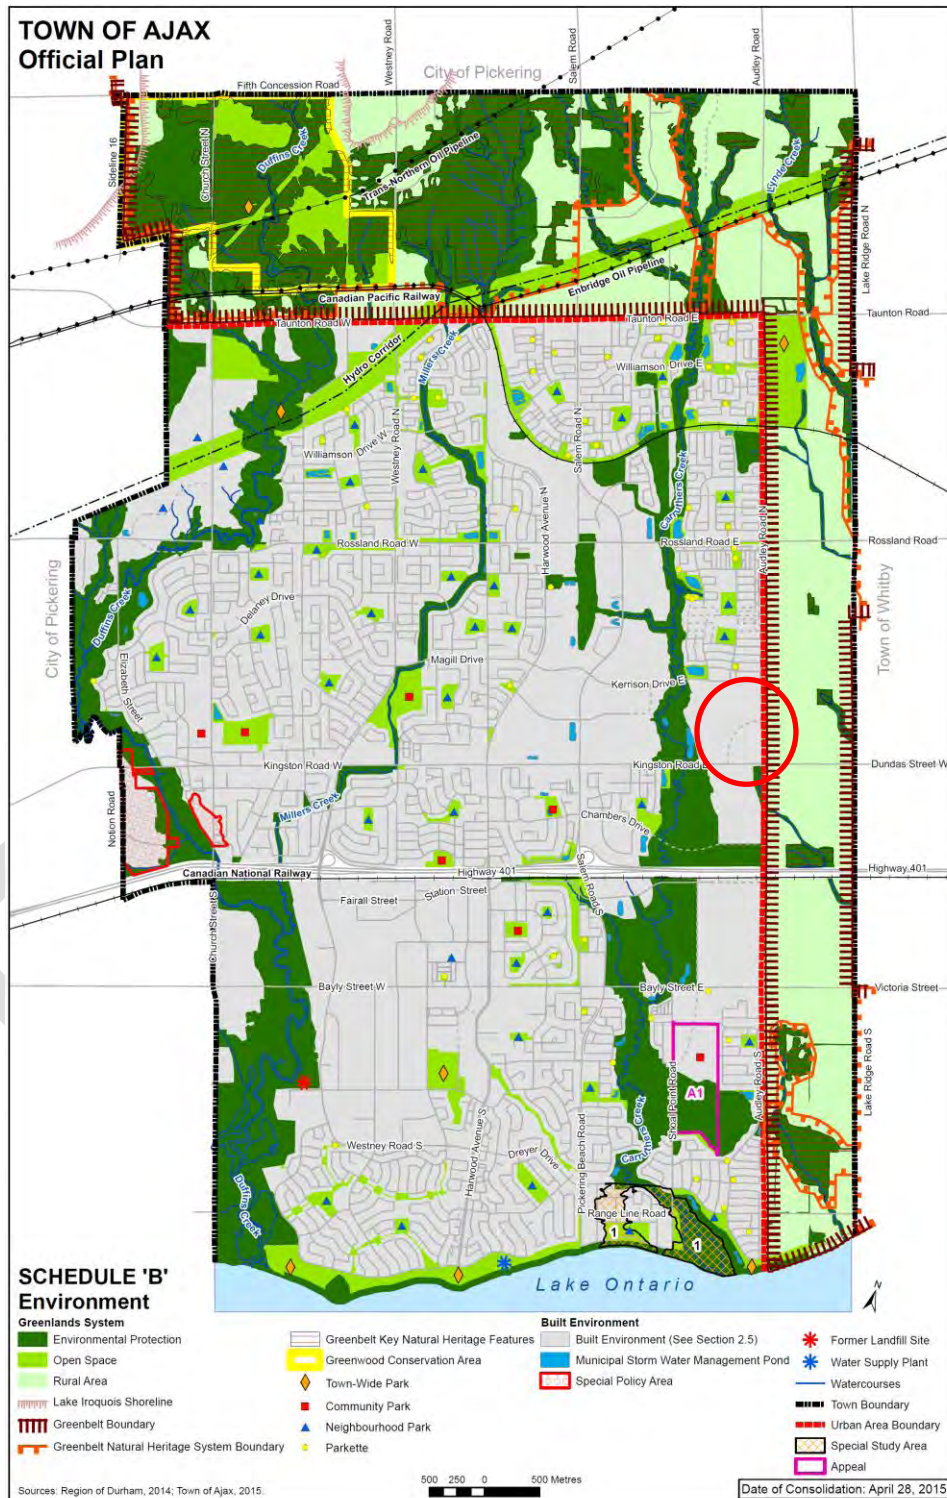 TOWN OF AJAX
Official Plan
City of Pickering
Westney Road
Salem Road
Audley Road
Fifth Concession Road
Sideline 16
Church Street N
Duffins Creek
Trans-Northern Oil Pipeline
Lynde Creek
Lake Ridge Road N
Enbridge Oil Pipeline
Canadian Pacific Railway
Taunton Road W
Taunton Road E
Taunton Road
Hydro Corridor
Millers Creek
Williamson Drive E
Williamson Drive W
Westney Road N
Salem Road N
Harwood Avenue N
Carruthers Creek
Audley Road N
Rossland Road W
Rossland Road E
Rossland Road
City of Pickering
Duffins Creek
Delaney Drive
Elizabeth Street
Magill Drive
Kerrison Drive E
Town of Whitby
Kingston Road W
Kingston Road E
Dundas Street W
Notion Road
Millers Creek
Chambers Drive
Canadian National Railway
Highway 401
Highway 401
Salem Road S
Station Street
Fairall Street
Church Street S
Bayly Street W
Bayly Street E
Victoria Street
Shoal Point Road
A1
Audley Road S
Lake Ridge Road S
Westney Road S
Harwood Avenue S
Dreyer Drive
Pickering Beach Road
Carruthers Creek
Duffins Creek
Range Line Road
1
1
Lake Ontario
N
SCHEDULE 'B'
Environment
Greenlands System
Environmental Protection
Open Space
Rural Area
Lake Iroquois Shoreline
Greenbelt Boundary
Greenbelt Natural Heritage System Boundary
Greenbelt Key Natural Heritage Features
Greenwood Conservation Area
Town-Wide Park
Community Park
Neighbourhood Park
Parkette
Built Environment
Built Environment (See Section 2.5)
Municipal Storm Water Management Pond
Special Policy Area
Former Landfill Site
Water Supply Plant
Watercourses
Town Boundary
Urban Area Boundary
Special Study Area
Appeal
500 250 0 500 Metres
Sources: Region of Durham, 2014; Town of Ajax, 2015.
Date of Consolidation: April 28, 2015